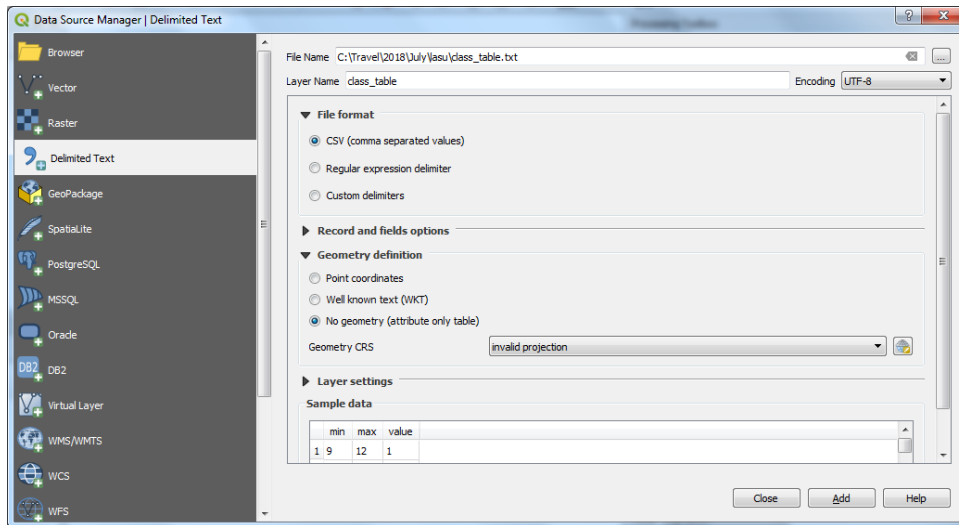 Data Source Manager | Delimited Text
Browser
Vector
Raster
Delimited Text
GeoPackage
SpatiaLite
PostgreSQL
MSSQL
Oracle
DB2 DB2
Virtual Layer
WMS/WMTS
WCS
WFS
File Name C:\Travel\2018\July\lasu\class_table.txt ...
Layer Name class_table Encoding UTF-8
File format
CSV (comma separated values)
Regular expression delimiter
Custom delimiters
Record and fields options
Geometry definition
Point coordinates
Well known text (WKT)
No geometry (attribute only table)
Geometry CRS invalid projection
Layer settings
Sample data
min max value
1 9 12 1
Close Add Help